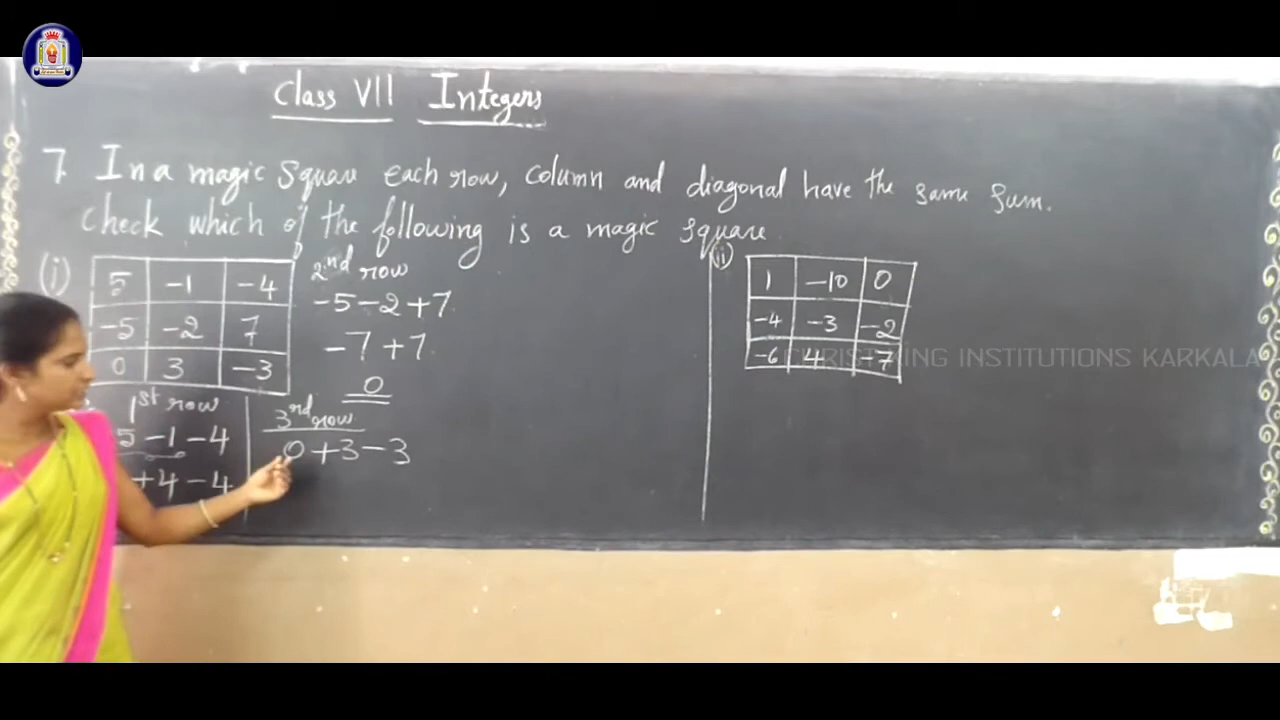 Class VII Integers
7. In a magic square each row, column and diagonal have the same sum.
check which of the following is a magic square
(i)
5 -1 -4
-5 -2 7
0 3 -3
1st row
5 -1 -4
+4 -4
2nd row
-5 -2 +7
-7 +7
0
3rd row
0 +3 -3
(ii)
1 -10 0
-4 -3 -2
-6 4 -7
CHRIST KING INSTITUTIONS KARKALA